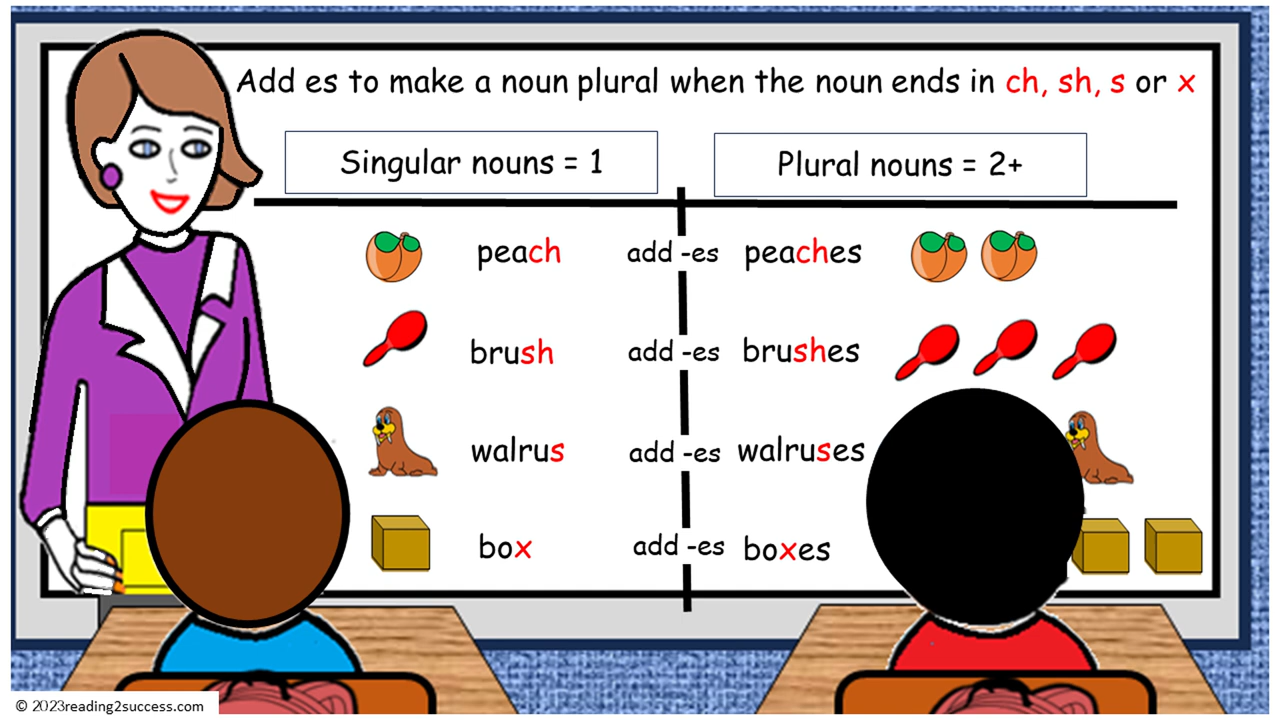 Add es to make a noun plural when the noun ends in ch, sh, s or x
Singular nouns = 1
Plural nouns = 2+
peach add -es peaches
brush add -es brushes
walrus add -es walruses
box add -es boxes
© 2023reading2success.com